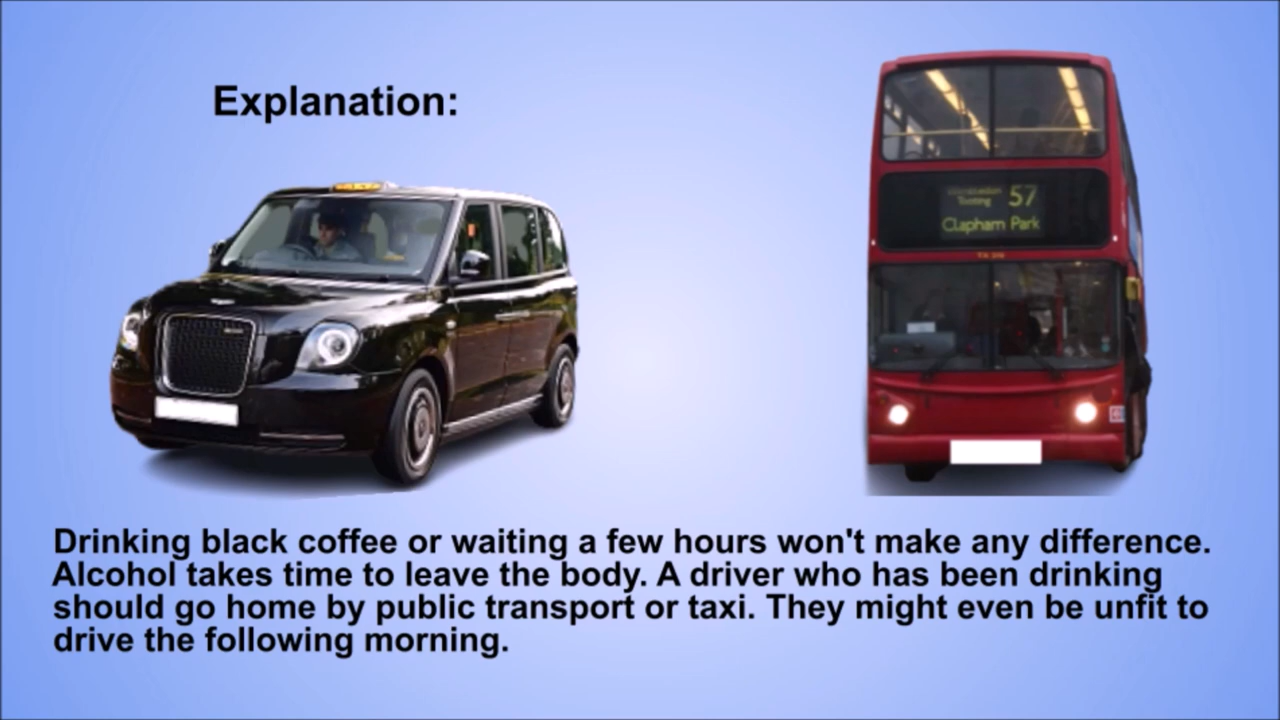 Explanation:
57
Tooting
Clapham Park
Drinking black coffee or waiting a few hours won't make any difference.
Alcohol takes time to leave the body. A driver who has been drinking
should go home by public transport or taxi. They might even be unfit to
drive the following morning.